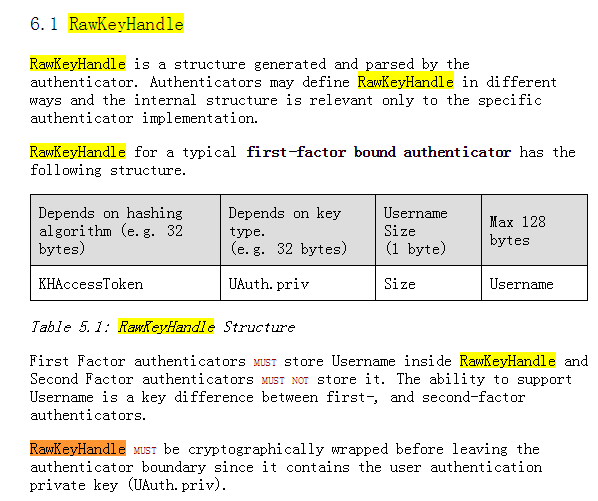 6.1 RawKeyHandle
RawKeyHandle is a structure generated and parsed by the
authenticator. Authenticators may define RawKeyHandle in different
ways and the internal structure is relevant only to the specific
authenticator implementation.
RawKeyHandle for a typical first-factor bound authenticator has the
following structure.
Depends on hashing
algorithm (e.g. 32
bytes)
Depends on key
type.
(e.g. 32 bytes)
Username
Size
(1 byte)
Max 128
bytes
KHAccessToken
UAuth.priv
Size
Username
Table 5.1: RawKeyHandle Structure
First Factor authenticators MUST store Username inside RawKeyHandle and
Second Factor authenticators MUST NOT store it. The ability to support
Username is a key difference between first-, and second-factor
authenticators.
RawKeyHandle MUST be cryptographically wrapped before leaving the
authenticator boundary since it contains the user authentication
private key (UAuth.priv).